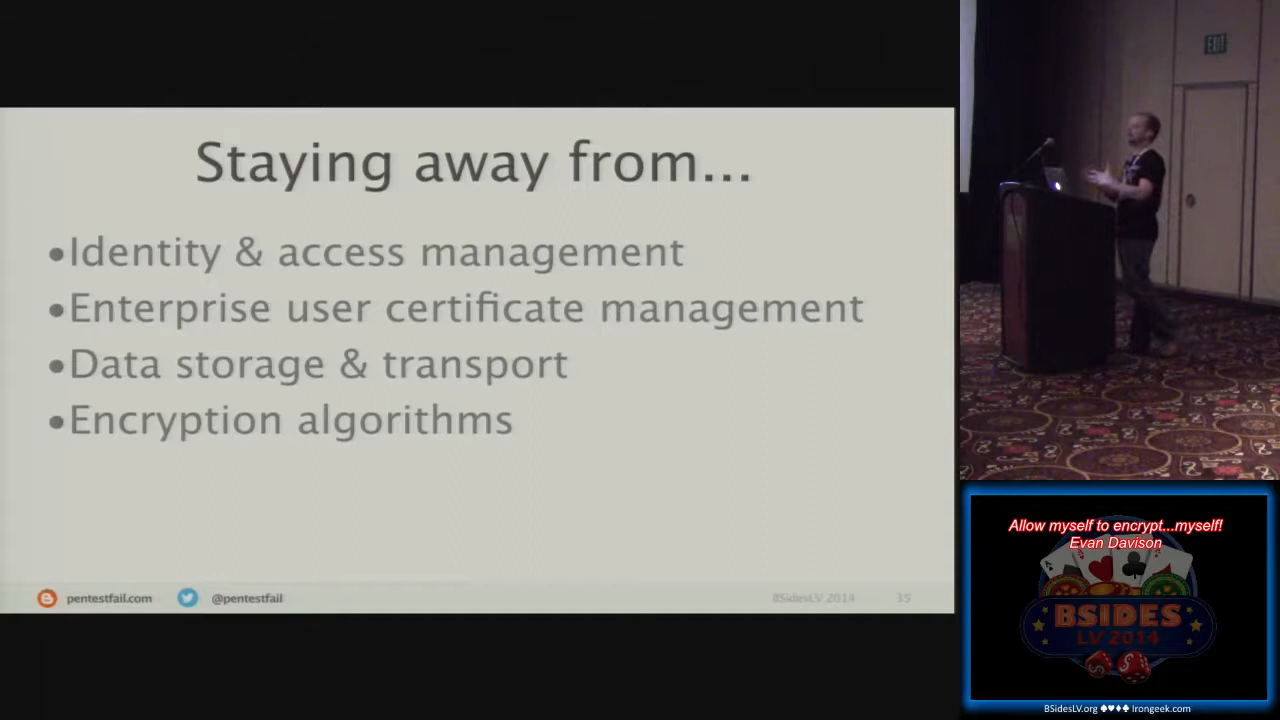 Staying away from...
•Identity & access management
•Enterprise user certificate management
•Data storage & transport
•Encryption algorithms
pentestfail.com @pentestfail BSidesLV 2014 35
EXIT
Allow myself to encrypt...myself!
Evan Davison
BSIDES
LV 2014
BSidesLV.org ♠♥♦♣ Irongeek.com